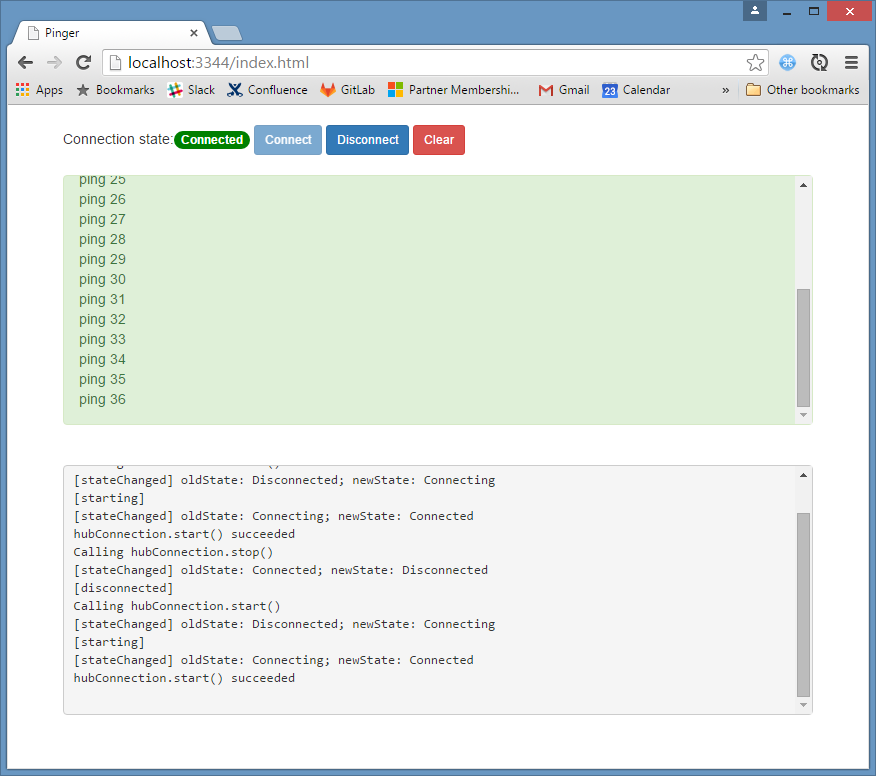 Pinger
localhost:3344/index.html
Apps Bookmarks Slack Confluence GitLab Partner Membershi... Gmail 23 Calendar » Other bookmarks
Connection state: Connected Connect Disconnect Clear
ping 25
ping 26
ping 27
ping 28
ping 29
ping 30
ping 31
ping 32
ping 33
ping 34
ping 35
ping 36
[stateChanged] oldState: Disconnected; newState: Connecting
[starting]
[stateChanged] oldState: Connecting; newState: Connected
hubConnection.start() succeeded
Calling hubConnection.stop()
[stateChanged] oldState: Connected; newState: Disconnected
[disconnected]
Calling hubConnection.start()
[stateChanged] oldState: Disconnected; newState: Connecting
[starting]
[stateChanged] oldState: Connecting; newState: Connected
hubConnection.start() succeeded